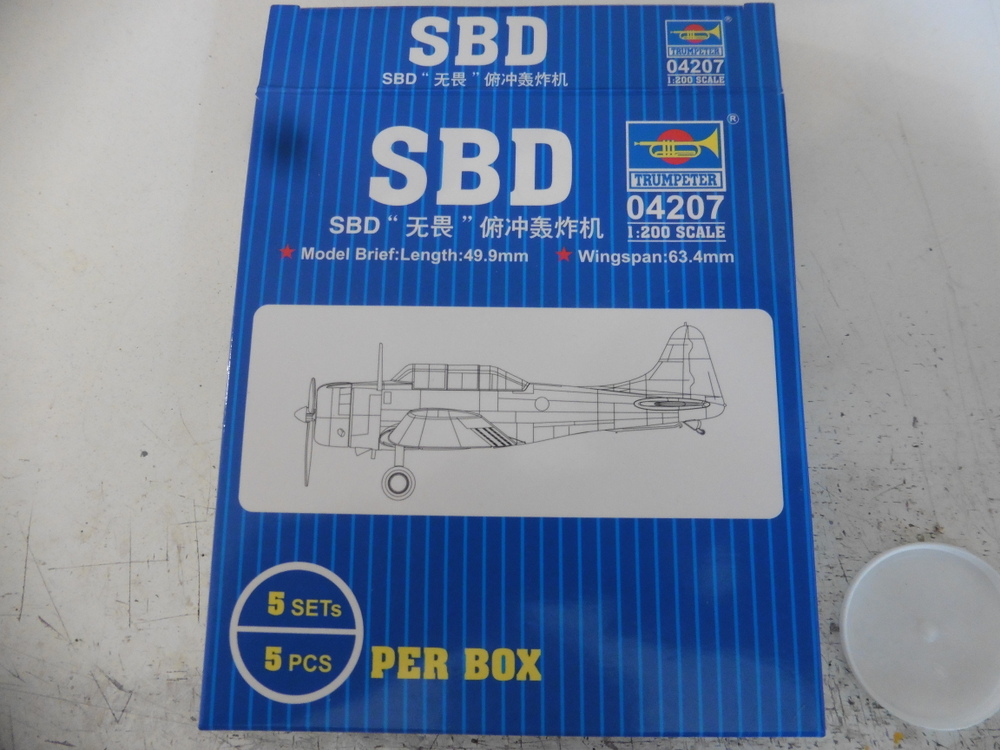 SBD
SBD“无畏”俯冲轰炸机
TRUMPETER
®
04207
1:200 SCALE
SBD
SBD“无畏”俯冲轰炸机
®
TRUMPETER
04207
1:200 SCALE
★ Model Brief:Length:49.9mm ★ Wingspan:63.4mm
5 SETs
5 PCS
PER BOX